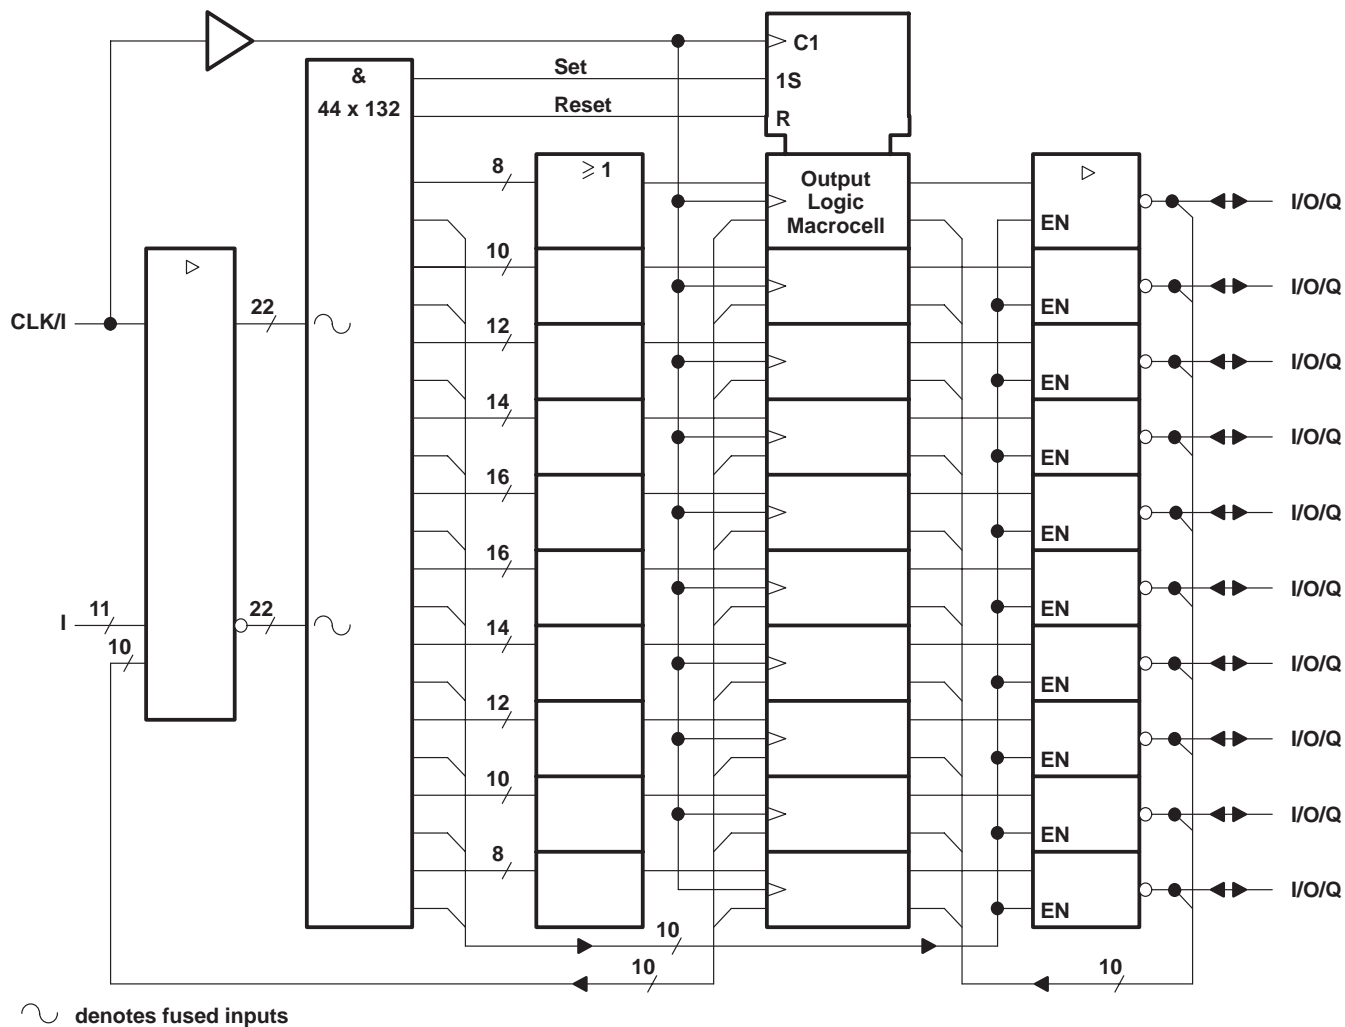 C1
&
Set
1S
44 x 132
Reset
R
8
≥ 1
Output
Logic
Macrocell
I/O/Q
EN
10
I/O/Q
EN
CLK/I
22
12
I/O/Q
EN
14
I/O/Q
EN
16
I/O/Q
EN
16
I/O/Q
EN
I
11
22
10
14
I/O/Q
EN
12
I/O/Q
EN
10
I/O/Q
EN
8
I/O/Q
EN
10
10
10
denotes fused inputs